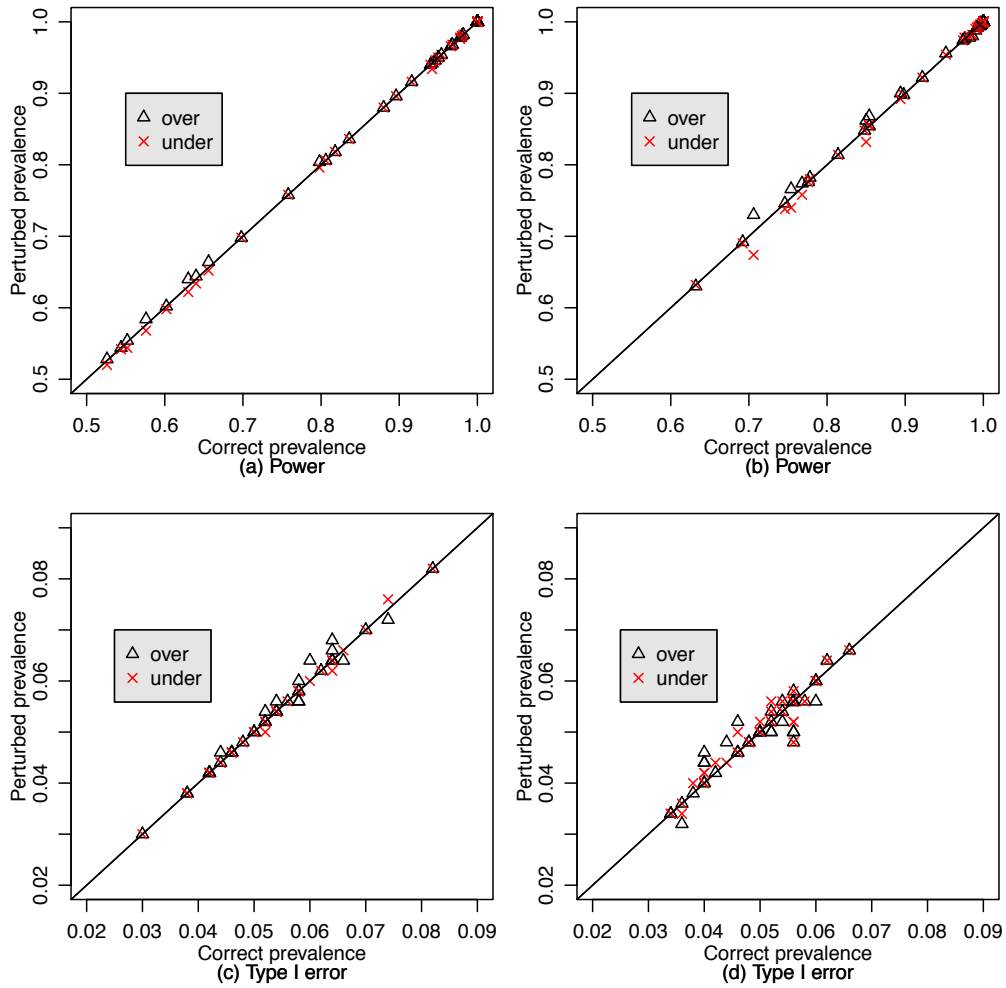 Perturbed prevalence
1.0
0.9
0.8
0.7
0.6
0.5
over
under
0.5 0.6 0.7 0.8 0.9 1.0
Correct prevalence
(a) Power
Perturbed prevalence
1.0
0.9
0.8
0.7
0.6
0.5
over
under
0.5 0.6 0.7 0.8 0.9 1.0
Correct prevalence
(b) Power
Perturbed prevalence
0.08
0.06
0.04
0.02
over
under
0.02 0.03 0.04 0.05 0.06 0.07 0.08 0.09
Correct prevalence
(c) Type I error
Perturbed prevalence
0.08
0.06
0.04
0.02
over
under
0.02 0.03 0.04 0.05 0.06 0.07 0.08 0.09
Correct prevalence
(d) Type I error